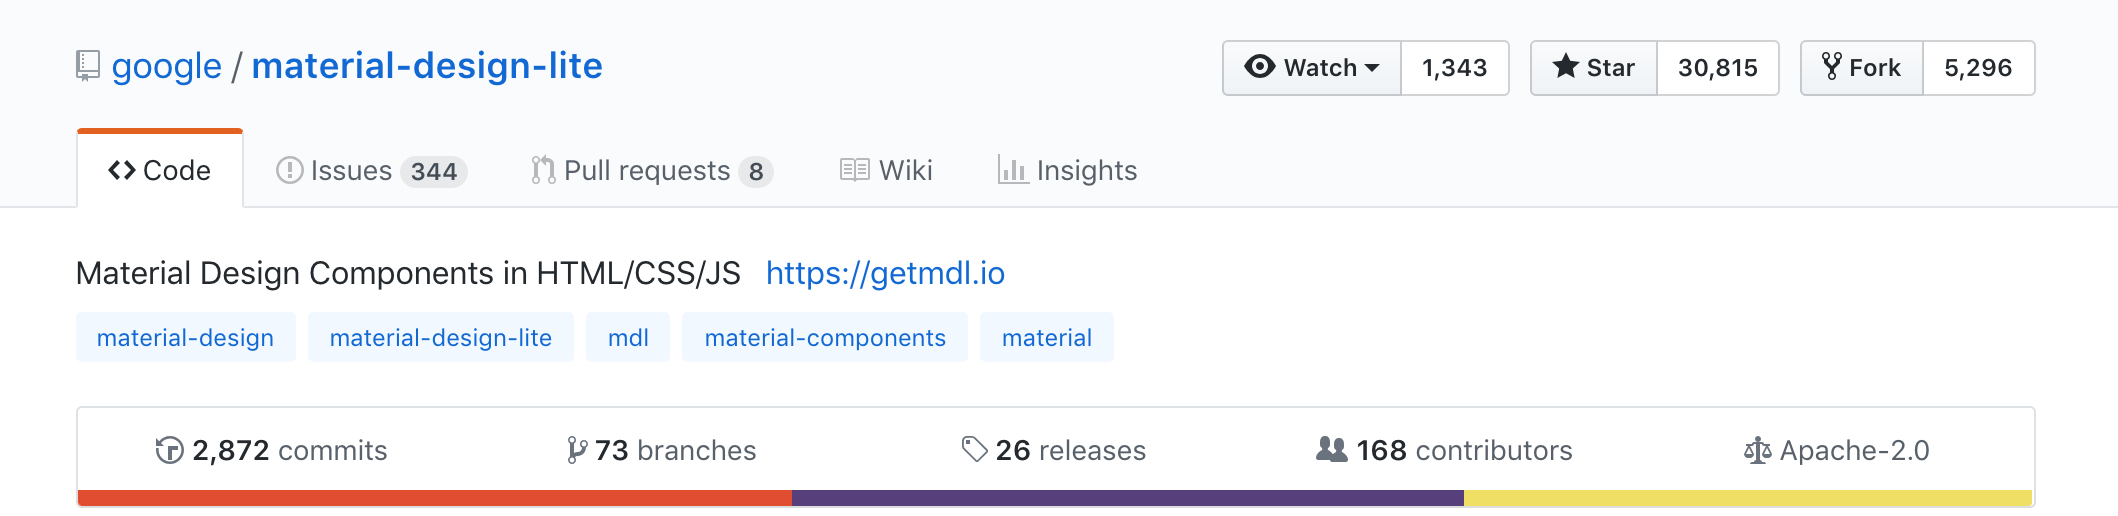 google / material-design-lite
Watch 1,343 Star 30,815 Fork 5,296
Code Issues 344 Pull requests 8 Wiki Insights
Material Design Components in HTML/CSS/JS https://getmdl.io
material-design material-design-lite mdl material-components material
2,872 commits 73 branches 26 releases 168 contributors Apache-2.0